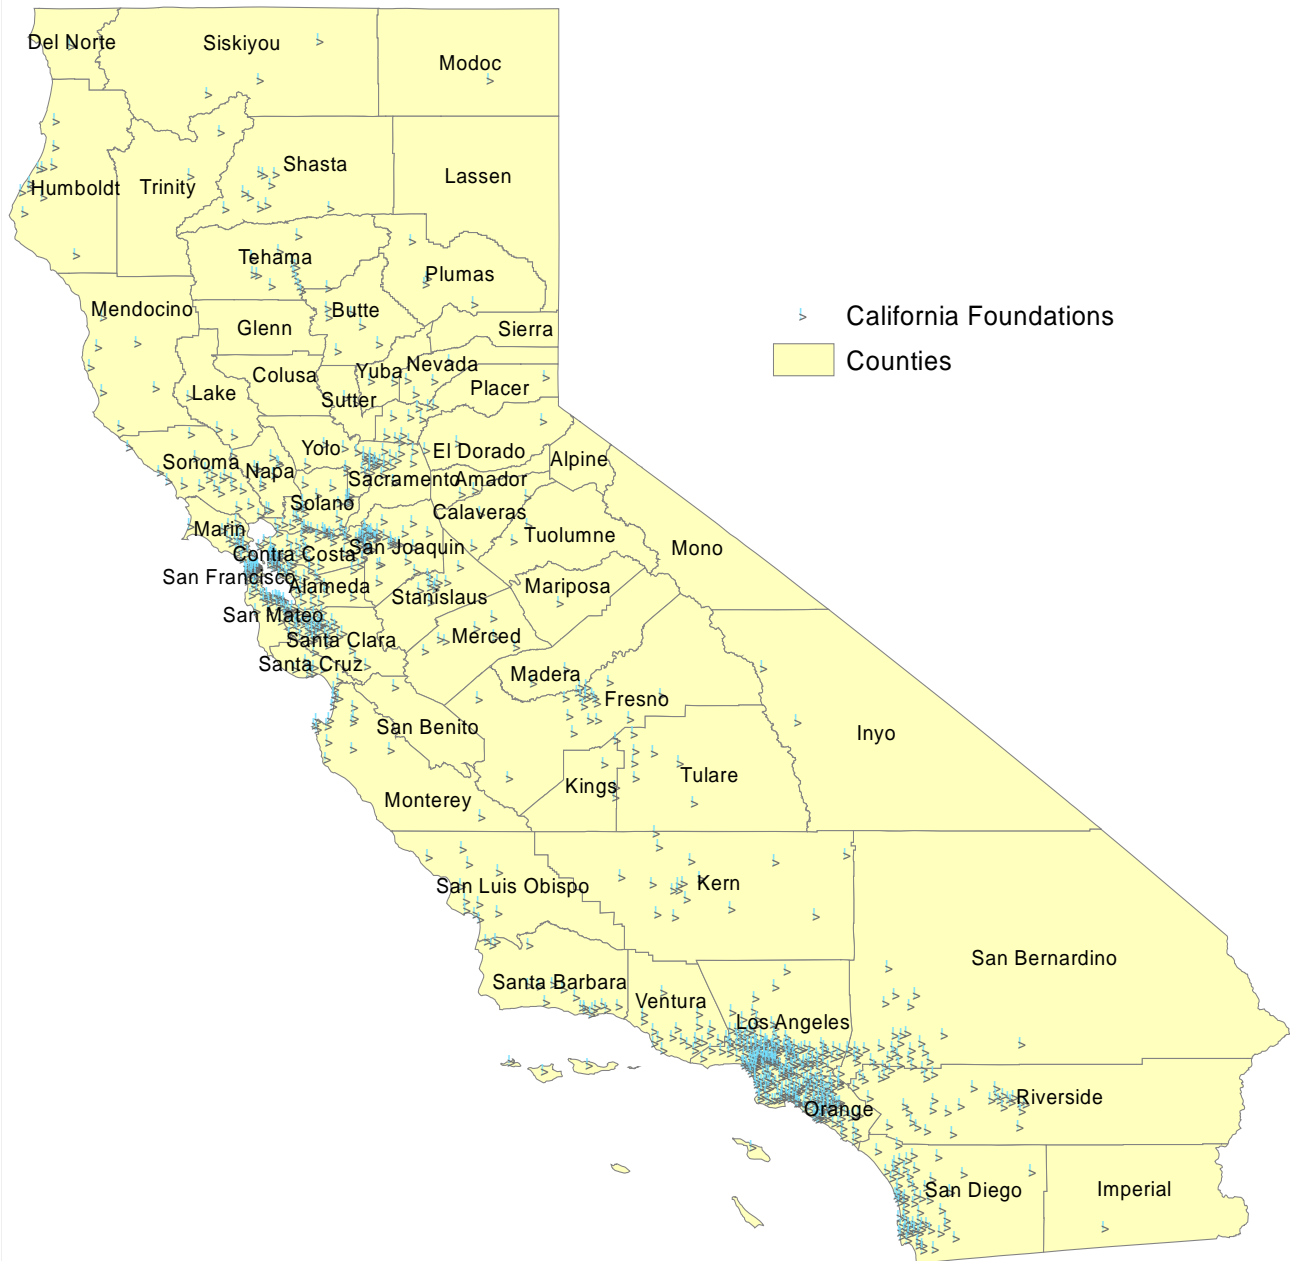 Del Norte
Siskiyou
Modoc
Shasta
Humboldt
Trinity
Lassen
Tehama
Plumas
Mendocino
Butte
Glenn
Sierra
California Foundations
Counties
Colusa
Yuba
Nevada
Lake
Sutter
Placer
Sonoma
Napa
Yolo
El Dorado
Alpine
Sacramento
Amador
Solano
Calaveras
Marin
Tuolumne
Contra Costa
San Joaquin
Mono
San Francisco
Alameda
Stanislaus
Mariposa
San Mateo
Santa Clara
Merced
Santa Cruz
Madera
Fresno
San Benito
Inyo
Kings
Tulare
Monterey
San Luis Obispo
Kern
San Bernardino
Santa Barbara
Ventura
Los Angeles
Orange
Riverside
San Diego
Imperial